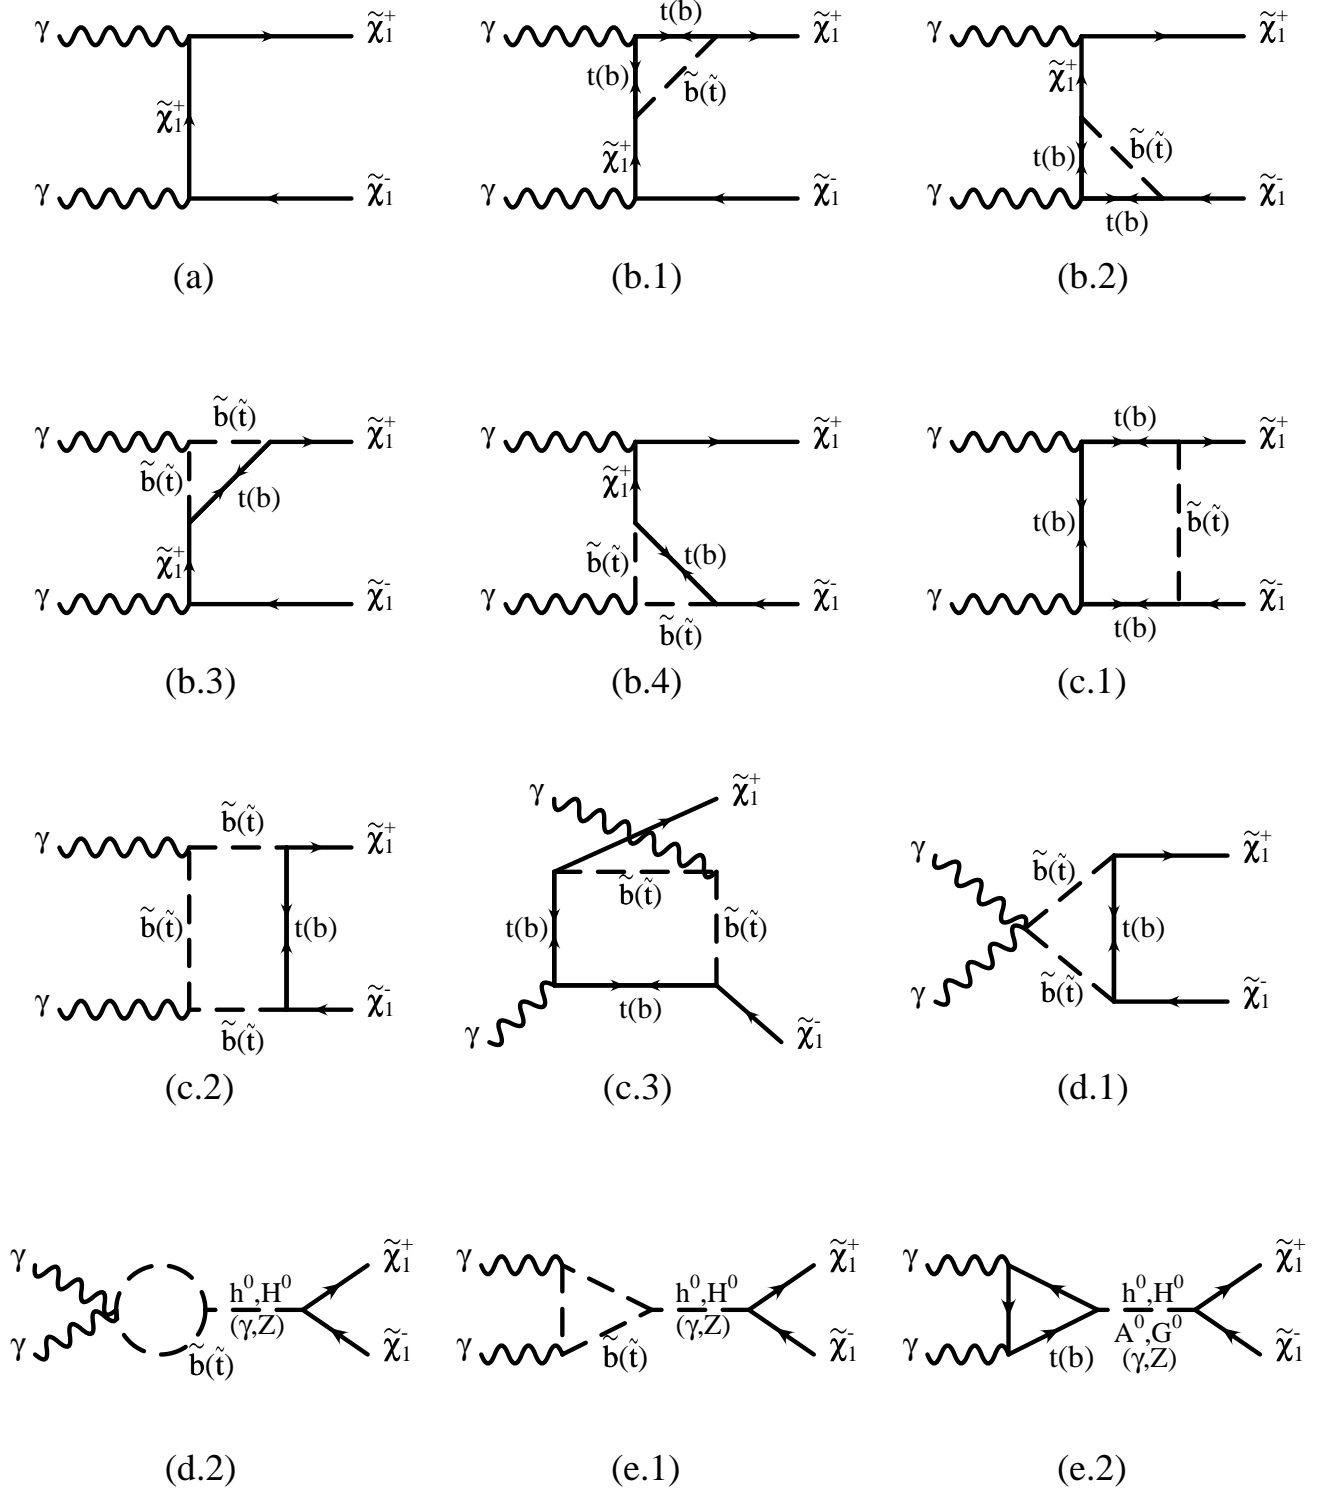 γ χ̃₁⁺ χ̃₁⁺ γ χ̃₁⁻
(a)
γ t(b) χ̃₁⁺ t(b) b̃(t̃) χ̃₁⁺ γ χ̃₁⁻
(b.1)
γ χ̃₁⁺ χ̃₁⁺ b̃(t̃) t(b) γ t(b) χ̃₁⁻
(b.2)
γ b̃(t̃) χ̃₁⁺ b̃(t̃) t(b) χ̃₁⁺ γ χ̃₁⁻
(b.3)
γ χ̃₁⁺ χ̃₁⁺ b̃(t̃) t(b) γ b̃(t̃) χ̃₁⁻
(b.4)
γ t(b) χ̃₁⁺ t(b) b̃(t̃) γ t(b) χ̃₁⁻
(c.1)
γ b̃(t̃) χ̃₁⁺ b̃(t̃) t(b) γ b̃(t̃) χ̃₁⁻
(c.2)
γ χ̃₁⁺ b̃(t̃) t(b) b̃(t̃) t(b) γ χ̃₁⁻
(c.3)
γ b̃(t̃) χ̃₁⁺ t(b) γ b̃(t̃) χ̃₁⁻
(d.1)
γ χ̃₁⁺ h⁰,H⁰ (γ,Z) γ b̃(t̃) χ̃₁⁻
(d.2)
γ χ̃₁⁺ h⁰,H⁰ (γ,Z) γ b̃(t̃) χ̃₁⁻
(e.1)
γ χ̃₁⁺ h⁰,H⁰ A⁰,G⁰ (γ,Z) γ t(b) χ̃₁⁻
(e.2)